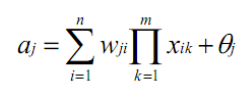 $a_j = \sum_{i=1}^{n} w_{ji} \prod_{k=1}^{m} x_{ik} + \theta_j$